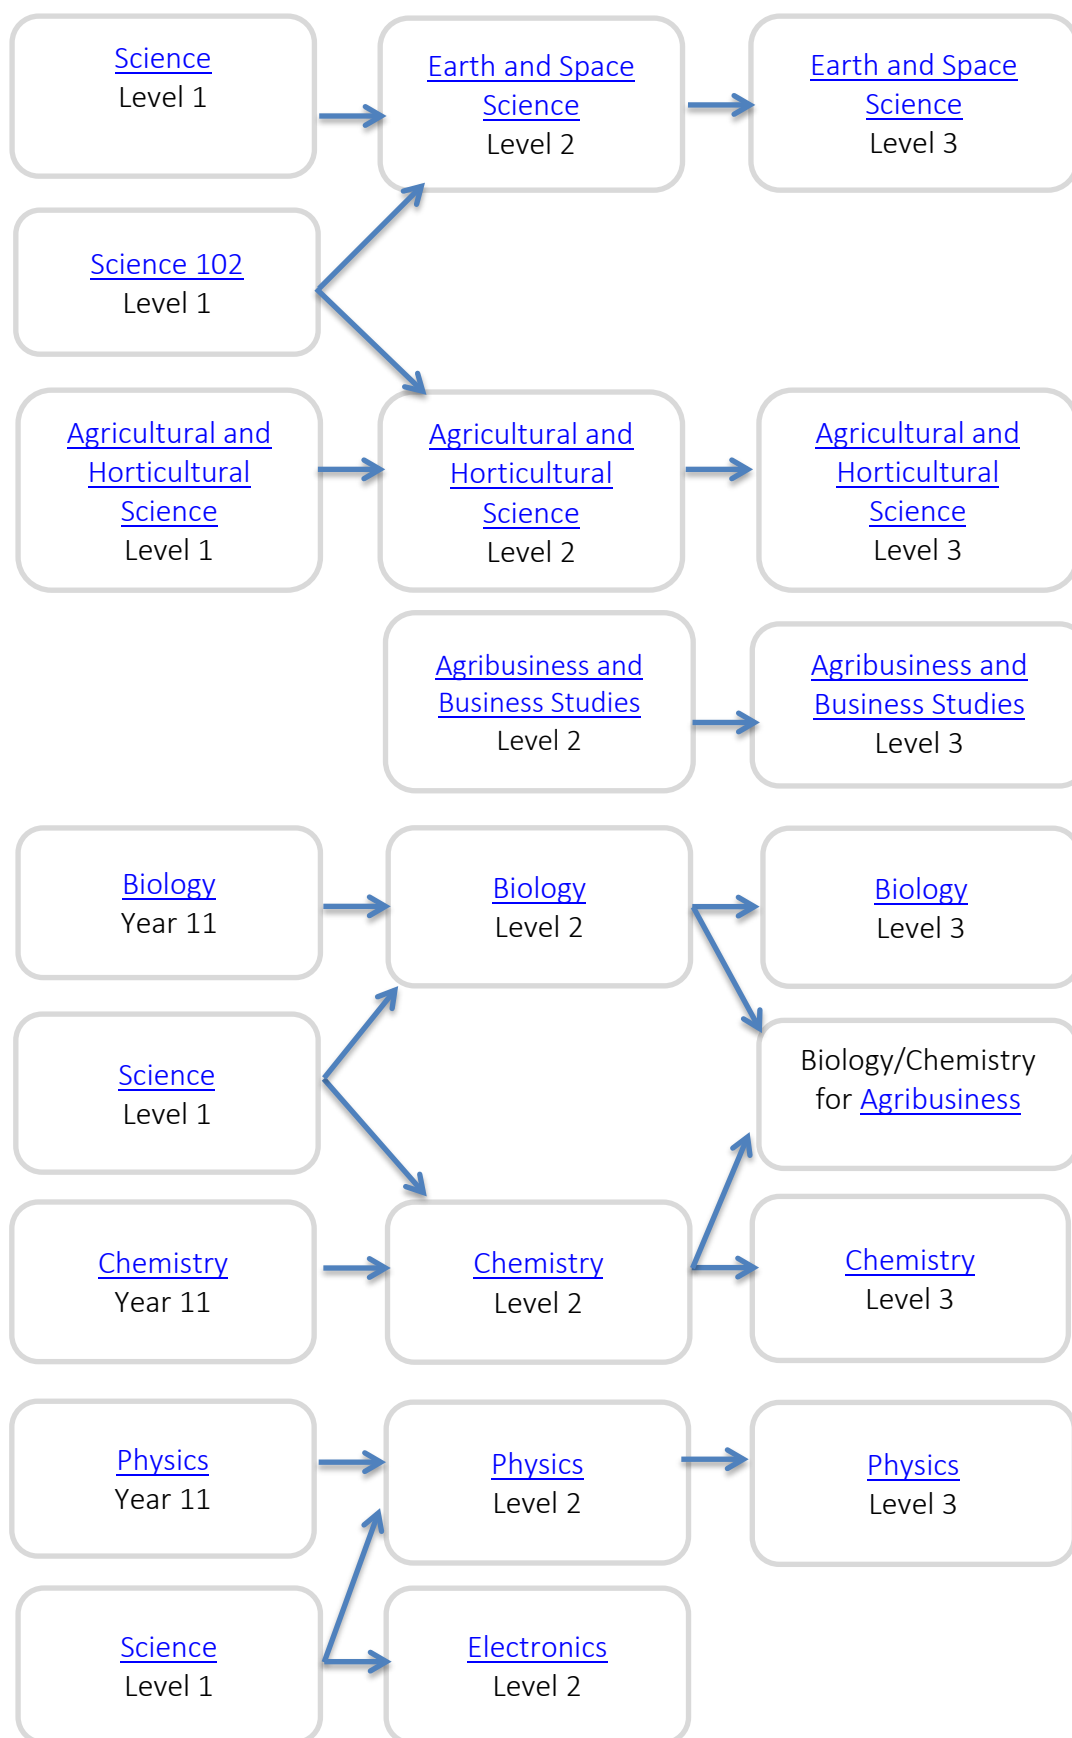 Science
Level 1
Earth and Space
Science
Level 2
Earth and Space
Science
Level 3
Science 102
Level 1
Agricultural and
Horticultural
Science
Level 1
Agricultural and
Horticultural
Science
Level 2
Agricultural and
Horticultural
Science
Level 3
Agribusiness and
Business Studies
Level 2
Agribusiness and
Business Studies
Level 3
Biology
Year 11
Biology
Level 2
Biology
Level 3
Science
Level 1
Biology/Chemistry
for Agribusiness
Chemistry
Year 11
Chemistry
Level 2
Chemistry
Level 3
Physics
Year 11
Physics
Level 2
Physics
Level 3
Science
Level 1
Electronics
Level 2